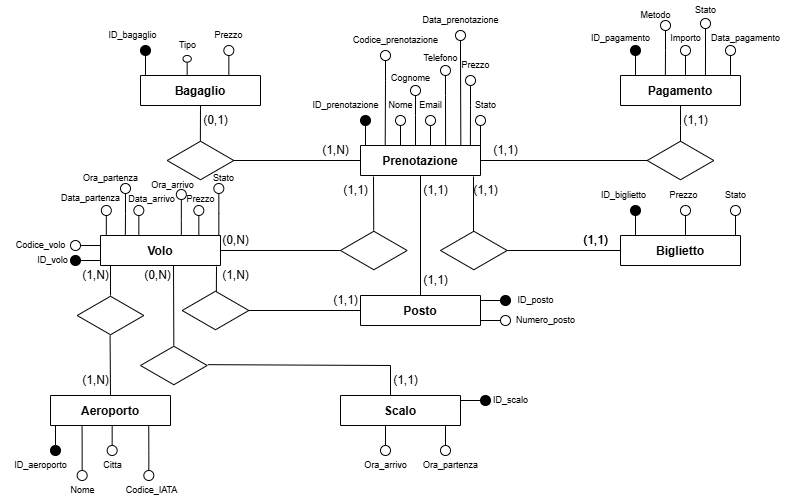 Data_prenotazione
Metodo
Stato
ID_bagaglio
Tipo
Prezzo
Codice_prenotazione
ID_pagamento
Importo
Data_pagamento
Telefono
Cognome
Prezzo
Bagaglio
Pagamento
ID_prenotazione
Nome
Email
Stato
(0,1)
(1,1)
(1,N)
Prenotazione
(1,1)
Ora_partenza
Ora_arrivo
Stato
(1,1)
(1,1)
(1,1)
ID_biglietto
Prezzo
Stato
Data_partenza
Data_arrivo
Prezzo
Codice_volo
Volo
(0,N)
(1,1)
Biglietto
ID_volo
(1,N)
(0,N)
(1,N)
(1,1)
(1,1)
Posto
ID_posto
Numero_posto
(1,N)
(1,1)
Aeroporto
Scalo
ID_scalo
ID_aeroporto
Citta
Ora_arrivo
Ora_partenza
Nome
Codice_IATA